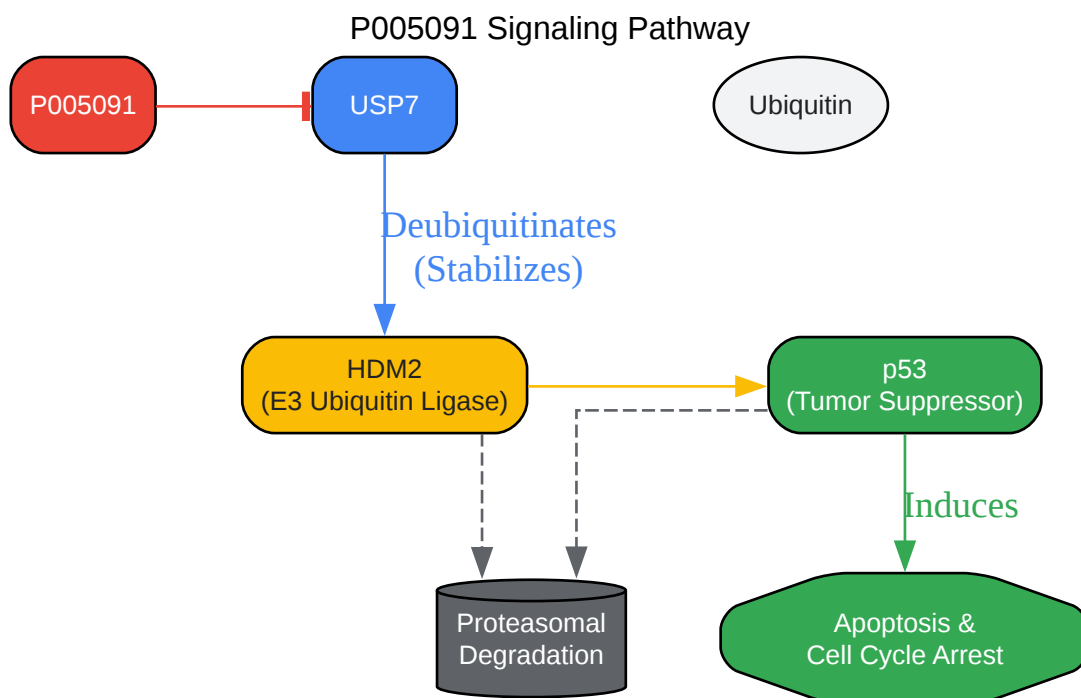 P005091 Signaling Pathway
P005091
USP7
Ubiquitin
Deubiquitinates
(Stabilizes)
HDM2
(E3 Ubiquitin Ligase)
p53
(Tumor Suppressor)
Induces
Proteasomal
Degradation
Apoptosis &
Cell Cycle Arrest